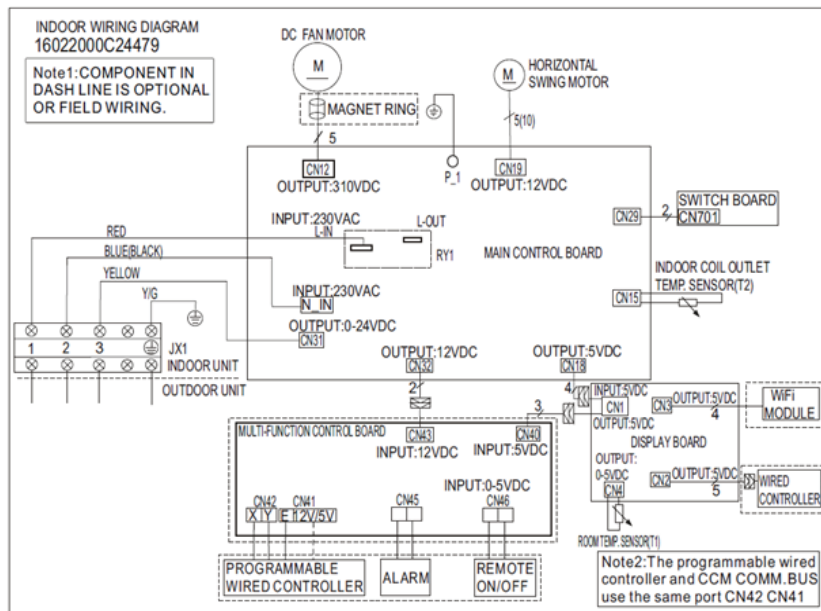 INDOOR WIRING DIAGRAM
16022000C24479
Note1:COMPONENT IN
DASH LINE IS OPTIONAL
OR FIELD WIRING.
DC FAN MOTOR
M
MAGNET RING
5
HORIZONTAL
SWING MOTOR
M
5(10)
CN12
OUTPUT:310VDC
P_1
CN19
OUTPUT:12VDC
INPUT:230VAC
L-IN
L-OUT
RY1
MAIN CONTROL BOARD
CN29
2
SWITCH BOARD
CN701
INDOOR COIL OUTLET
TEMP. SENSOR(T2)
CN15
RED
BLUE(BLACK)
YELLOW
Y/G
INPUT:230VAC
N_IN
OUTPUT:0-24VDC
CN31
1 2 3
JX1
INDOOR UNIT
OUTDOOR UNIT
OUTPUT:12VDC
CN32
2
OUTPUT:5VDC
CN18
4
3
MULTI-FUNCTION CONTROL BOARD
CN43
INPUT:12VDC
CN40
INPUT:5VDC
INPUT:0-5VDC
CN42
X Y
CN41
E 12V/5V
CN45
CN46
PROGRAMMABLE
WIRED CONTROLLER
ALARM
REMOTE
ON/OFF
INPUT:5VDC
CN1
OUTPUT:5VDC
CN3
OUTPUT:5VDC
4
WiFi
MODULE
DISPLAY BOARD
OUTPUT:
0-5VDC
CN4
CN2
OUTPUT:5VDC
5
WIRED
CONTROLLER
ROOM TEMP. SENSOR(T1)
Note2:The programmable wired
controller and CCM COMM.BUS
use the same port CN42 CN41